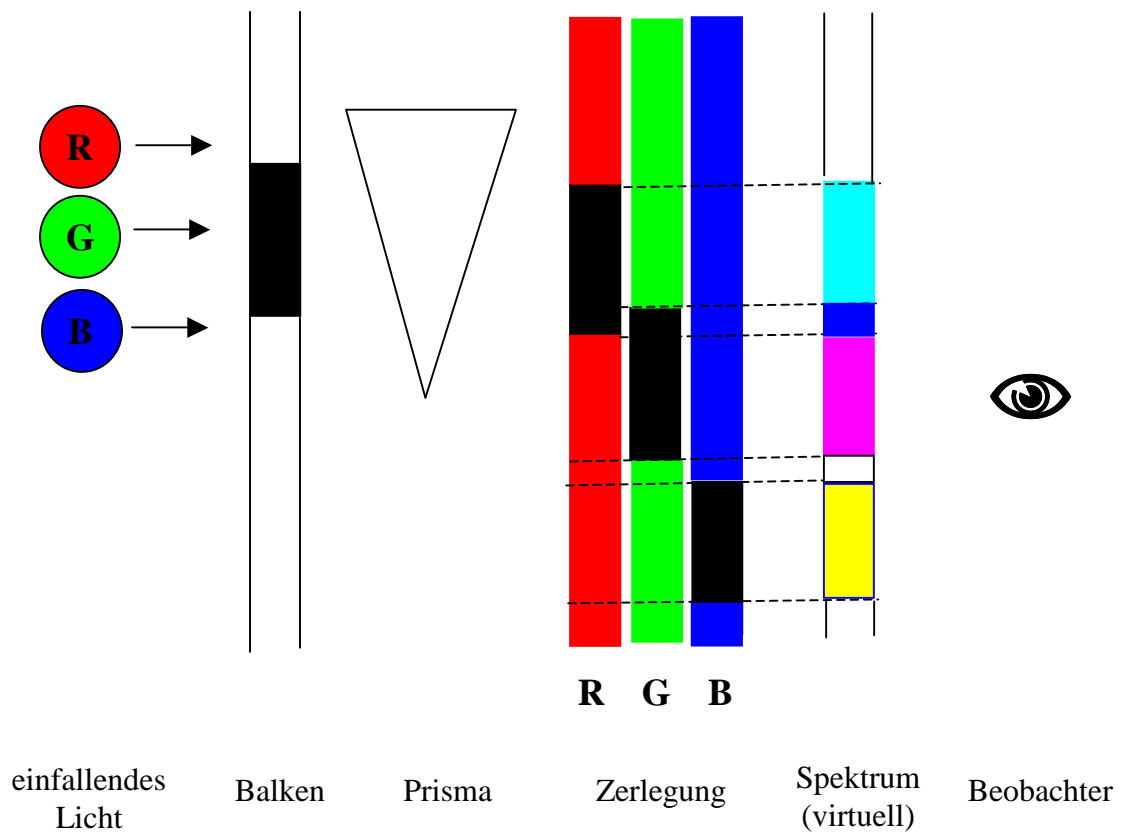 R
G
B
R G B
einfallendes
Licht
Balken
Prisma
Zerlegung
Spektrum
(virtuell)
Beobachter